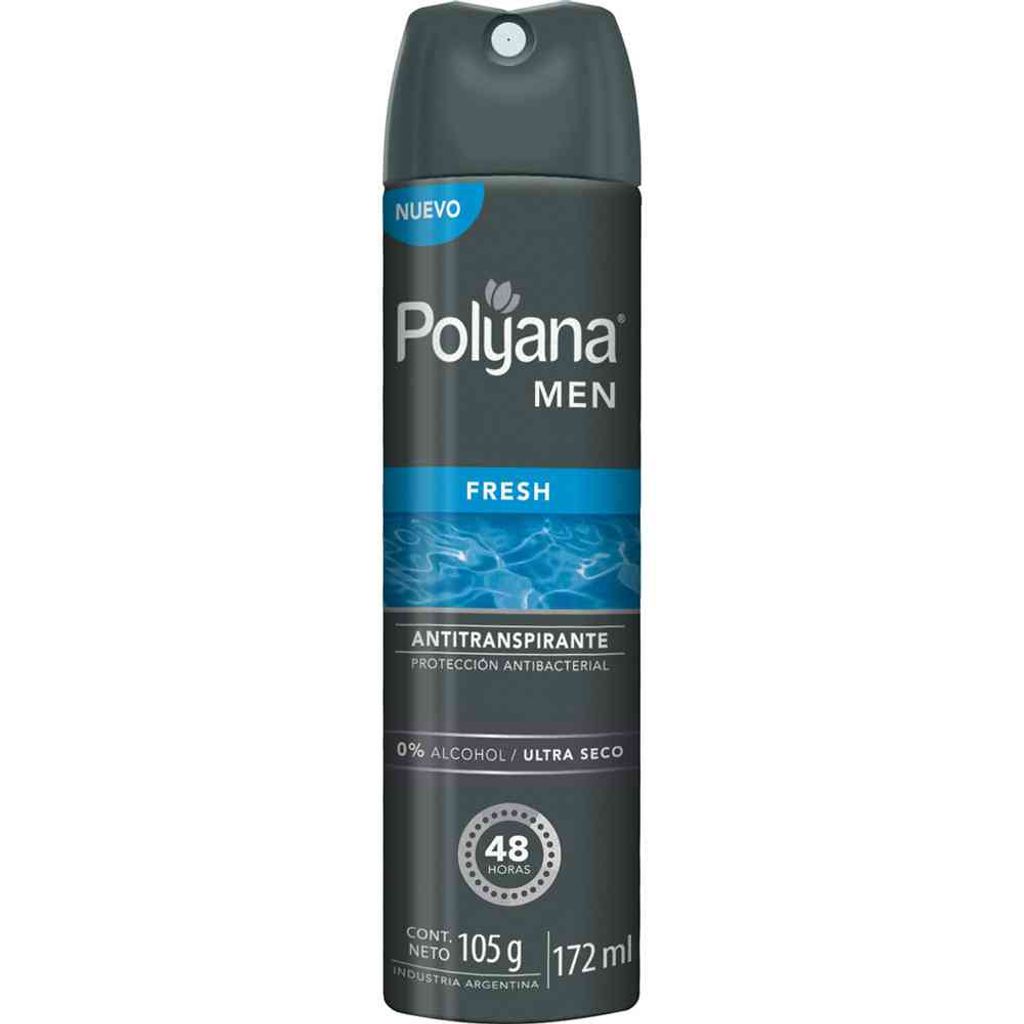 NUEVO
Polyana®
MEN
FRESH
ANTITRANSPIRANTE
PROTECCIÓN ANTIBACTERIAL
0% ALCOHOL / ULTRA SECO
48
HORAS
CONT. NETO 105 g 172 ml
INDUSTRIA ARGENTINA